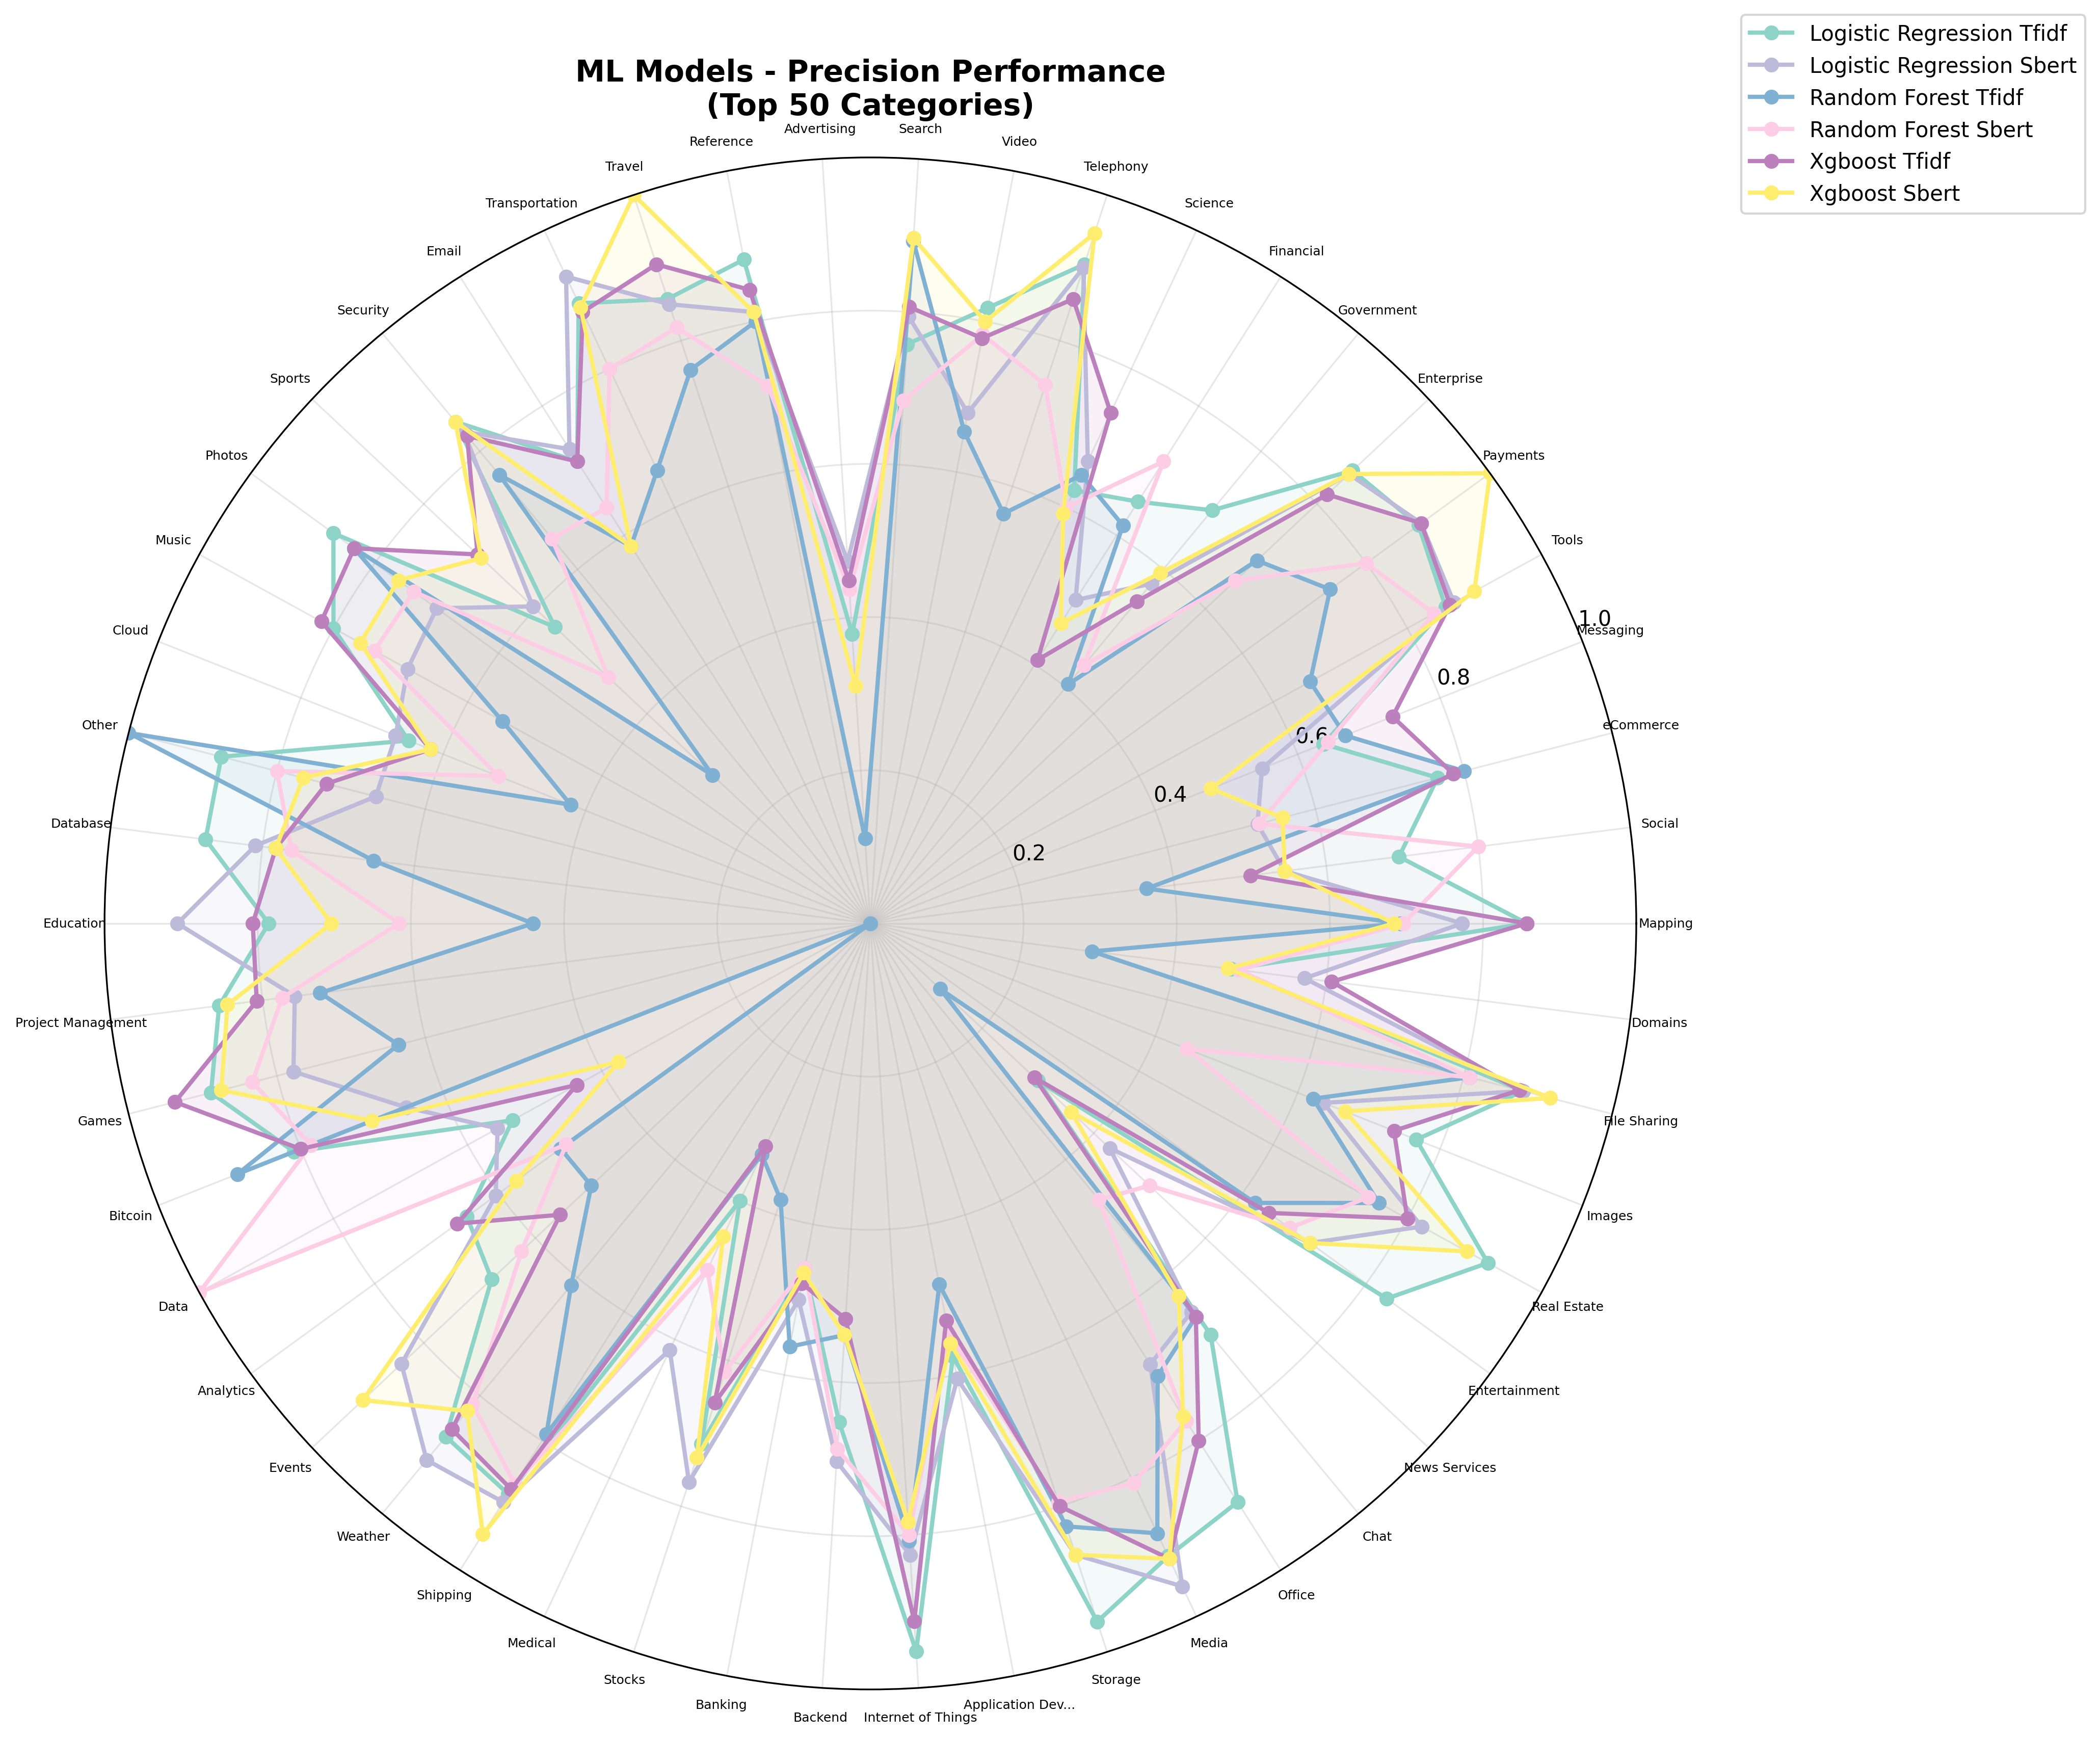 ML Models - Precision Performance
(Top 50 Categories)
Logistic Regression Tfidf
Logistic Regression Sbert
Random Forest Tfidf
Random Forest Sbert
Xgboost Tfidf
Xgboost Sbert
Mapping
Social
eCommerce
Messaging
Tools
Payments
Enterprise
Government
Financial
Science
Telephony
Video
Search
Advertising
Reference
Travel
Transportation
Email
Security
Sports
Photos
Music
Cloud
Other
Database
Education
Project Management
Games
Bitcoin
Data
Analytics
Events
Weather
Shipping
Medical
Stocks
Banking
Backend
Internet of Things
Application Dev...
Storage
Media
Office
Chat
News Services
Entertainment
Real Estate
Images
File Sharing
Domains
0.2
0.4
0.6
0.8
1.0